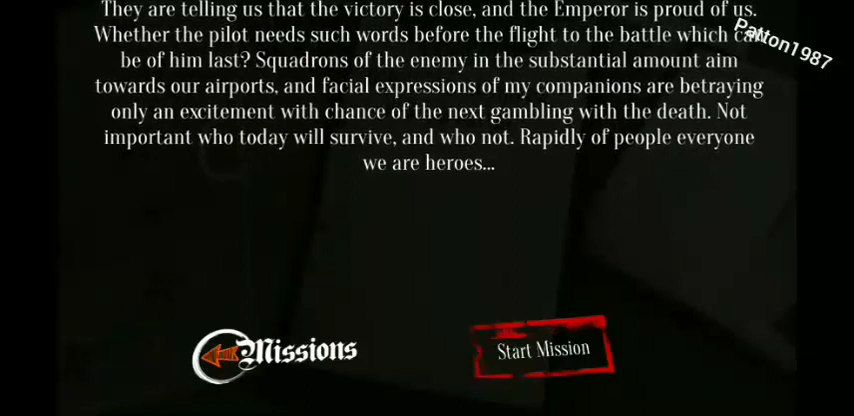 They are telling us that the victory is close, and the Emperor is proud of us.
Whether the pilot needs such words before the flight to the battle which can
be of him last? Squadrons of the enemy in the substantial amount aim
towards our airports, and facial expressions of my companions are betraying
only an excitement with chance of the next gambling with the death. Not
important who today will survive, and who not. Rapidly of people everyone
we are heroes...
Patton1987
Missions
Start Mission